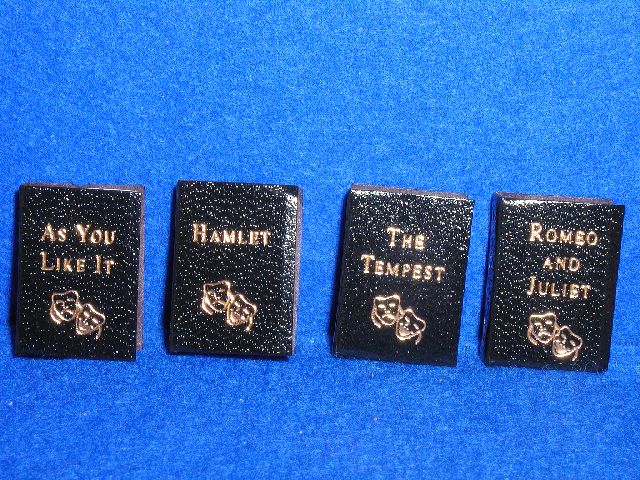 As You
Like It
Hamlet
The
Tempest
Romeo
and
Juliet